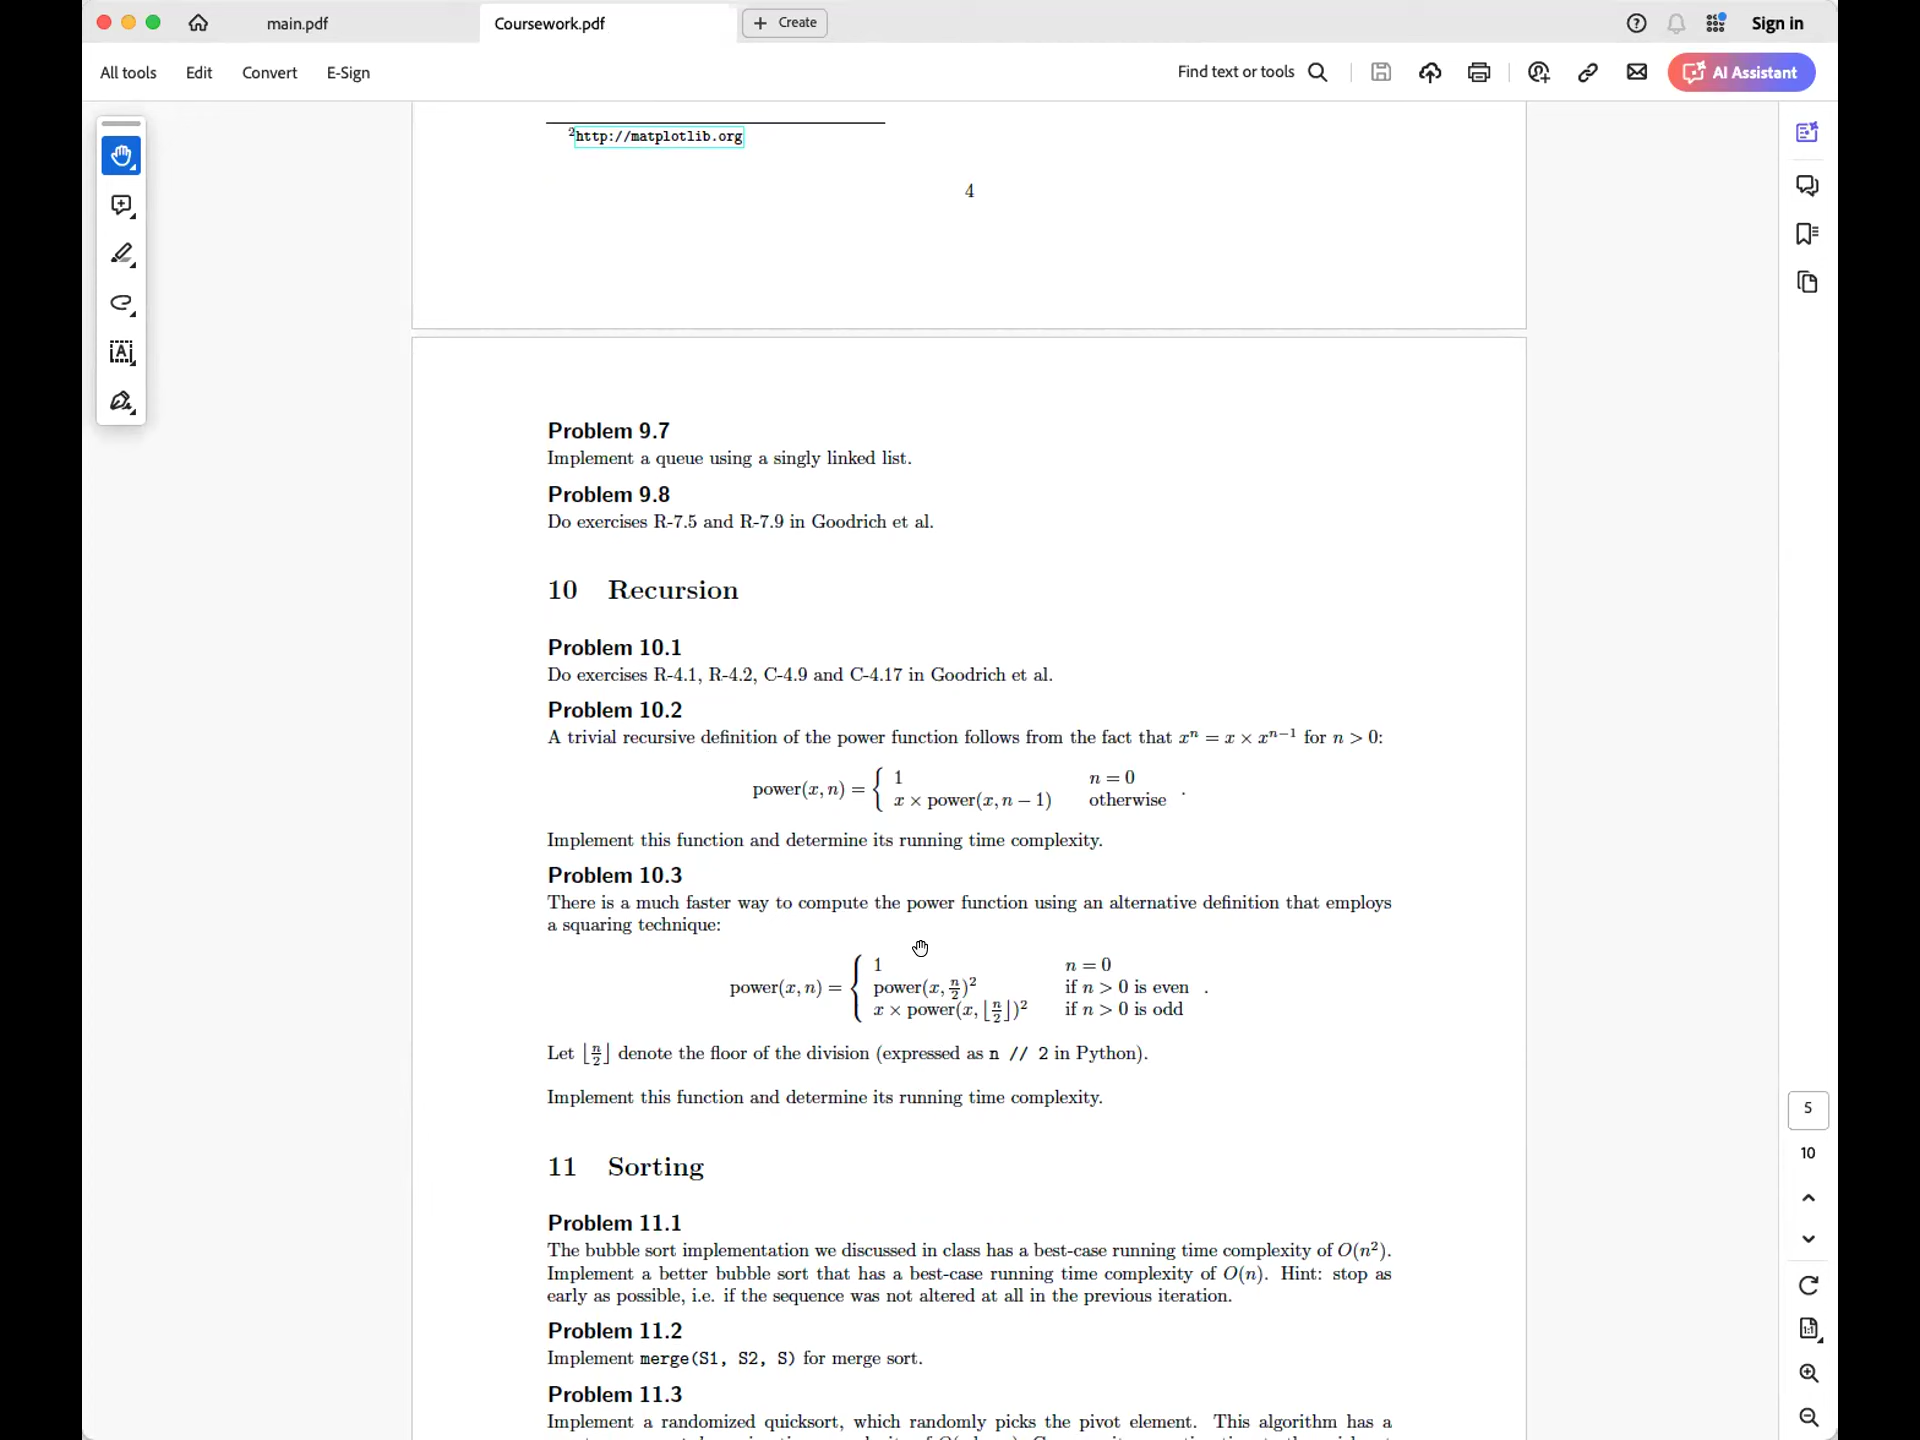 main.pdf
Coursework.pdf
Create
Sign in
All tools
Edit
Convert
E-Sign
Find text or tools
AI Assistant
2http://matplotlib.org
4
Problem 9.7
Implement a queue using a singly linked list.
Problem 9.8
Do exercises R-7.5 and R-7.9 in Goodrich et al.
10 Recursion
Problem 10.1
Do exercises R-4.1, R-4.2, C-4.9 and C-4.17 in Goodrich et al.
Problem 10.2
A trivial recursive definition of the power function follows from the fact that xⁿ = x × xⁿ⁻¹ for n > 0:
power(x, n) = { 1 n = 0
x × power(x, n − 1) otherwise .
Implement this function and determine its running time complexity.
Problem 10.3
There is a much faster way to compute the power function using an alternative definition that employs
a squaring technique:
1 n = 0
power(x, n) = { power(x, n/2)² if n > 0 is even .
x × power(x, ⌊n/2⌋)² if n > 0 is odd
Let ⌊n/2⌋ denote the floor of the division (expressed as n // 2 in Python).
Implement this function and determine its running time complexity.
11 Sorting
Problem 11.1
The bubble sort implementation we discussed in class has a best-case running time complexity of O(n²).
Implement a better bubble sort that has a best-case running time complexity of O(n). Hint: stop as
early as possible, i.e. if the sequence was not altered at all in the previous iteration.
Problem 11.2
Implement merge(S1, S2, S) for merge sort.
Problem 11.3
Implement a randomized quicksort, which randomly picks the pivot element. This algorithm has a
5
10